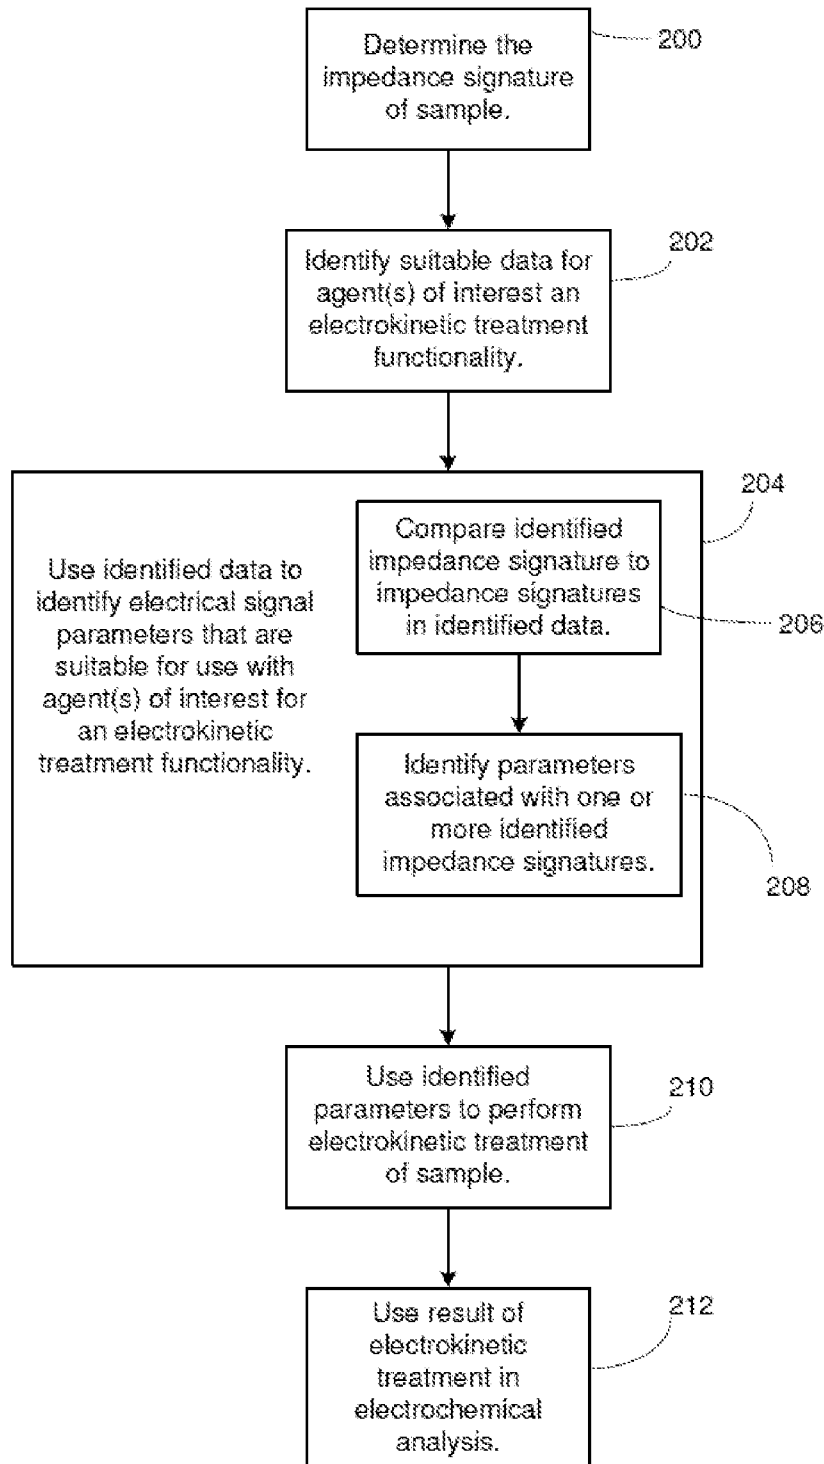 Determine the
impedance signature
of sample.
200
Identify suitable data for
agent(s) of interest an
electrokinetic treatment
functionality.
202
204
Use identified data to
identify electrical signal
parameters that are
suitable for use with
agent(s) of interest for
an electrokinetic
treatment functionality.
Compare identified
impedance signature to
impedance signatures
in identified data.
206
Identify parameters
associated with one or
more identified
impedance signatures.
208
Use identified
parameters to perform
electrokinetic treatment
of sample.
210
Use result of
electrokinetic
treatment in
electrochemical
analysis.
212